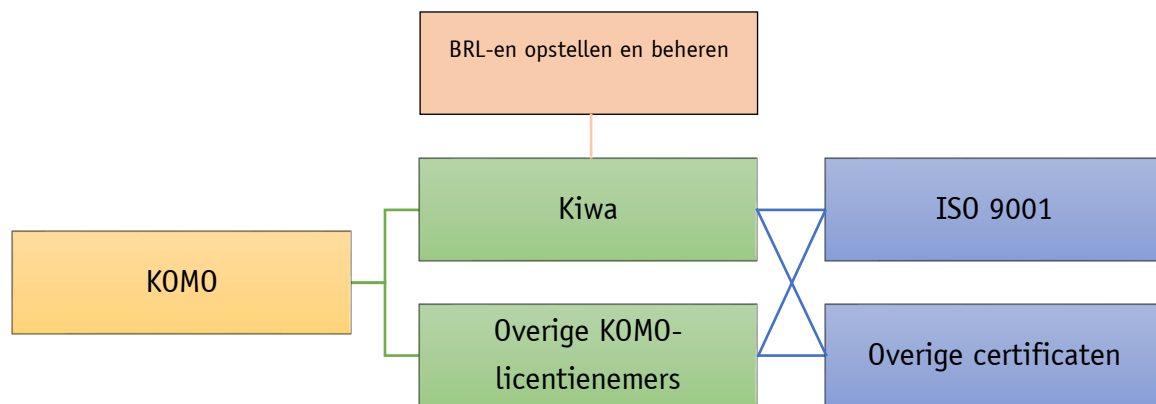 BRL-en opstellen en beheren
Kiwa
ISO 9001
KOMO
Overige KOMO-
licentienemers
Overige certificaten